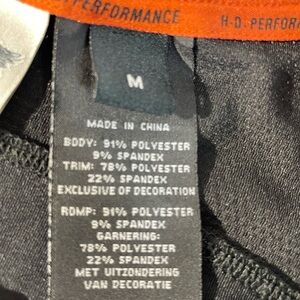 PERFORMANCE
H-D. PERFOR
M
MADE IN CHINA
BODY: 91% POLYESTER
9% SPANDEX
TRIM: 78% POLYESTER
22% SPANDEX
EXCLUSIVE OF DECORATION
ROMP: 91% POLYESTER
9% SPANDEX
GARNERING:
78% POLYESTER
22% SPANDEX
MET UITZONDERING
VAN DECORATIE